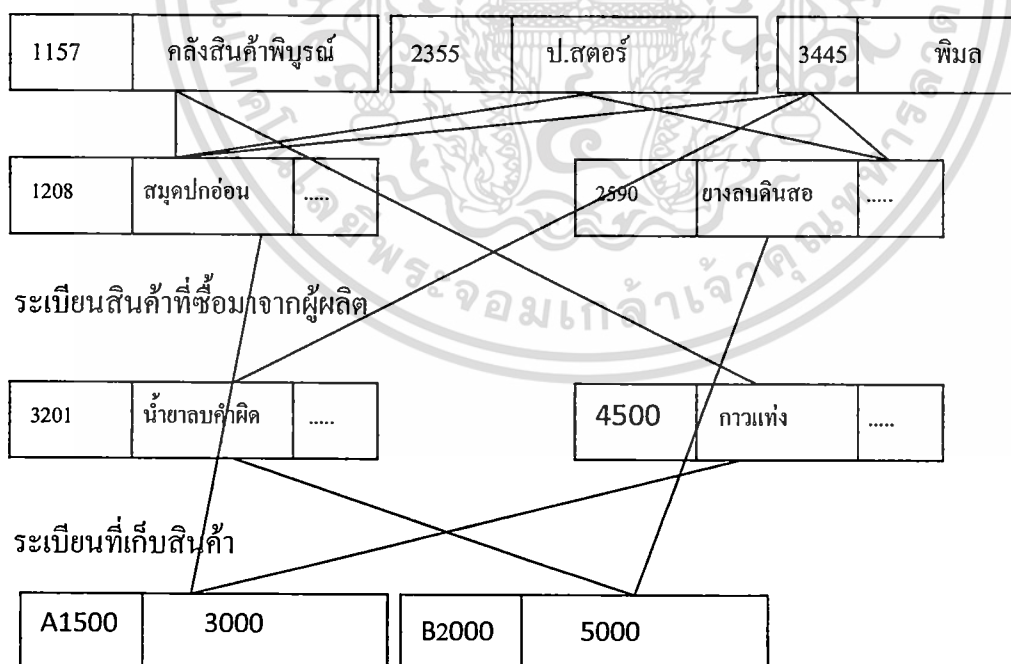 1157 คลังสินค้าพิบูรณ์ 2355 ป.สตอร์ 3445 พิมล
1208 สมุดปกอ่อน ..... 2590 ยางลบดินสอ .....
ระเบียนสินค้าที่ซื้อมาจากผู้ผลิต
3201 น้ำยาลบคำผิด ..... 4500 กาวแท่ง .....
ระเบียนที่เก็บสินค้า
A1500 3000 B2000 5000